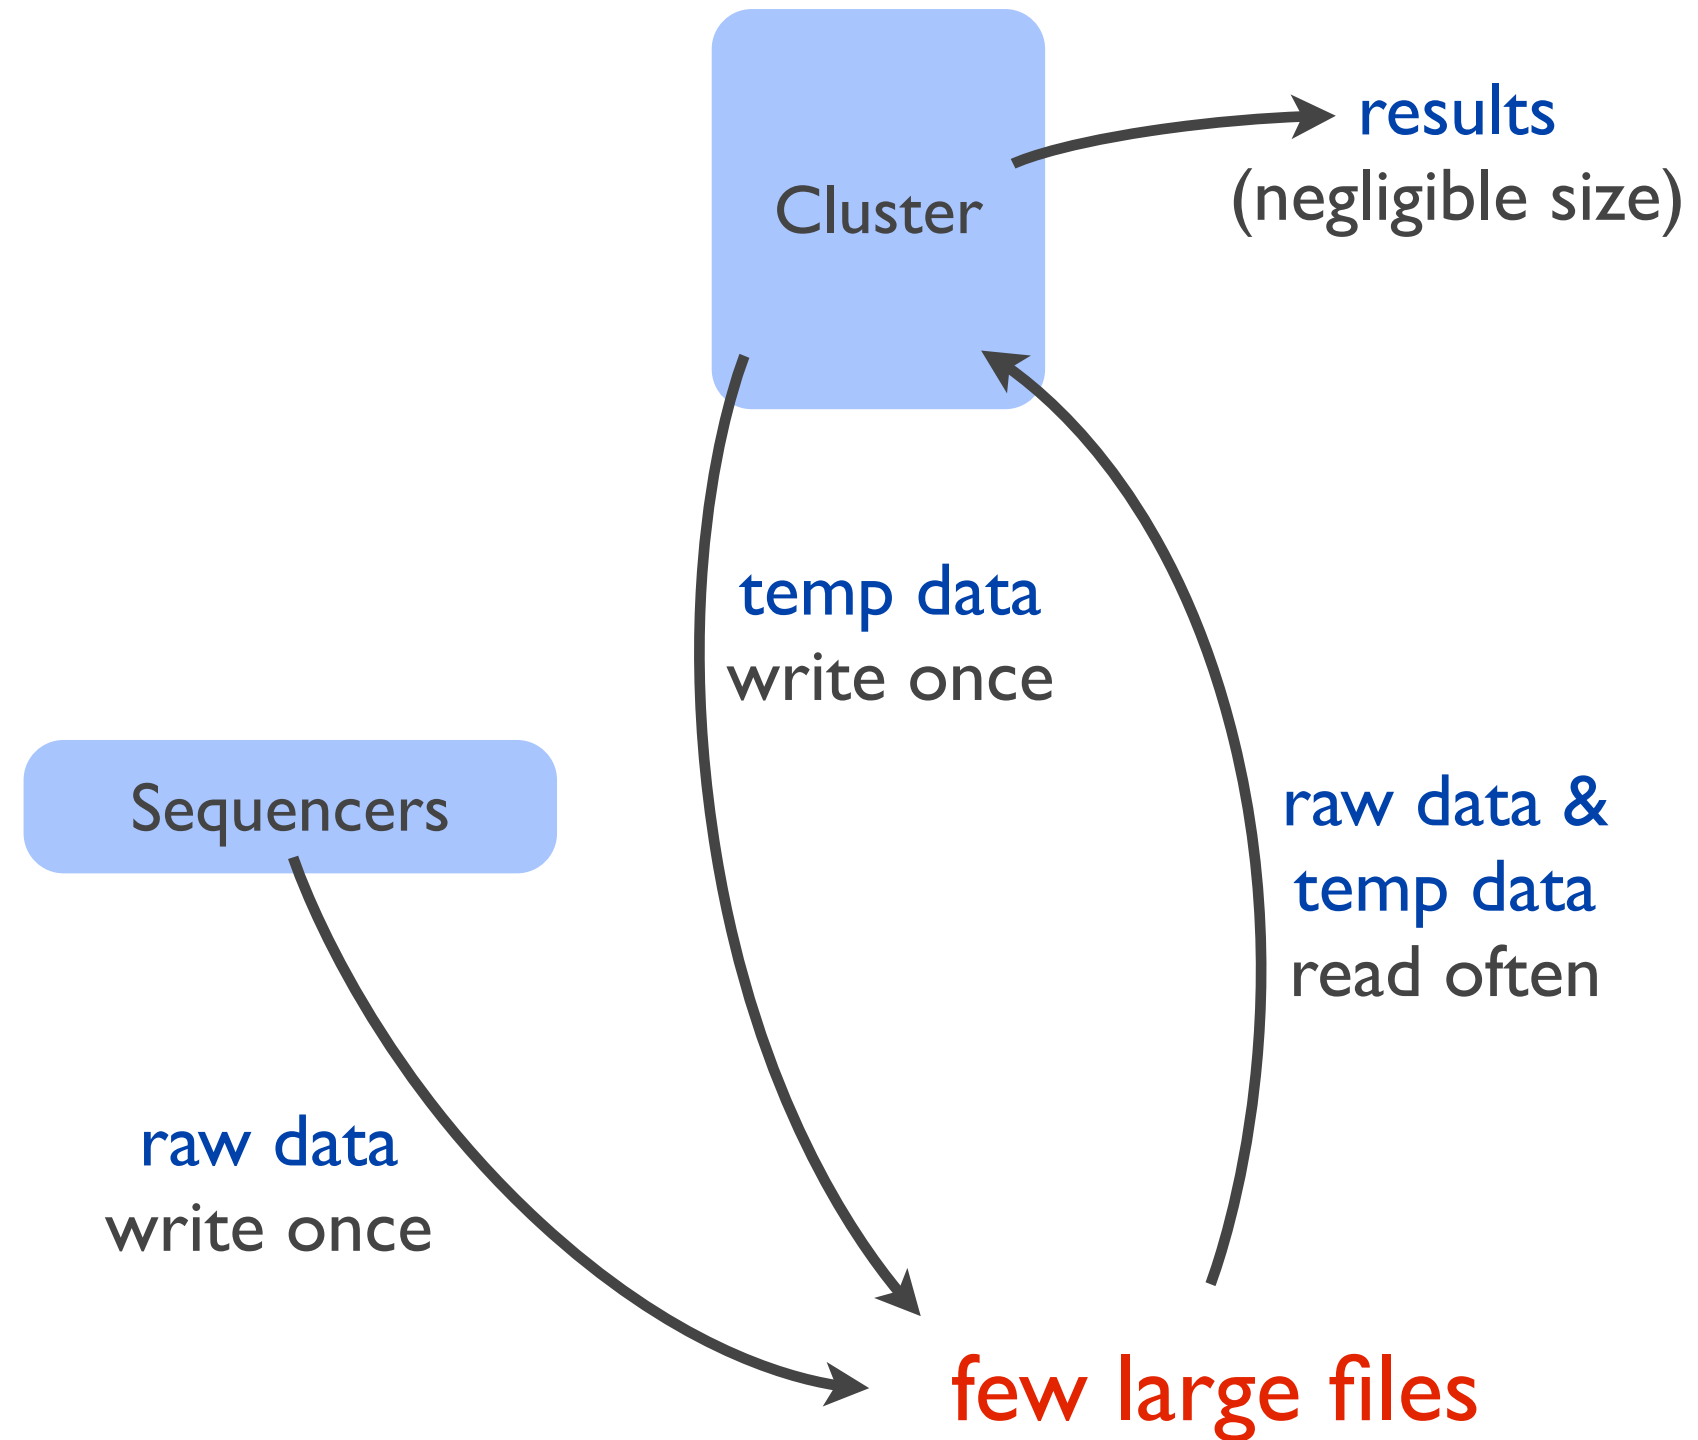 results
(negligible size)
Cluster
temp data
write once
Sequencers
raw data &
temp data
read often
raw data
write once
few large files